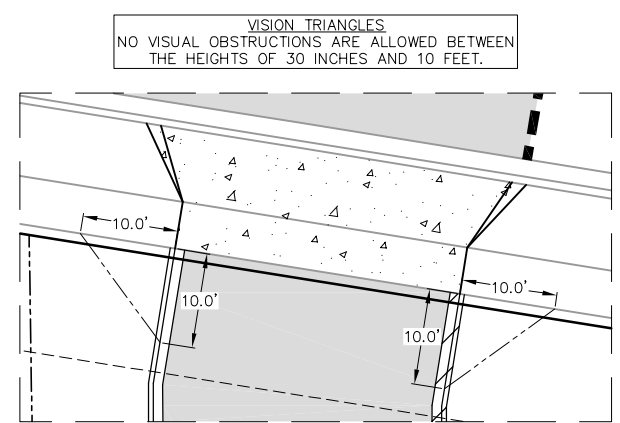 VISION TRIANGLES
NO VISUAL OBSTRUCTIONS ARE ALLOWED BETWEEN
THE HEIGHTS OF 30 INCHES AND 10 FEET.
10.0'
10.0'
10.0'
10.0'